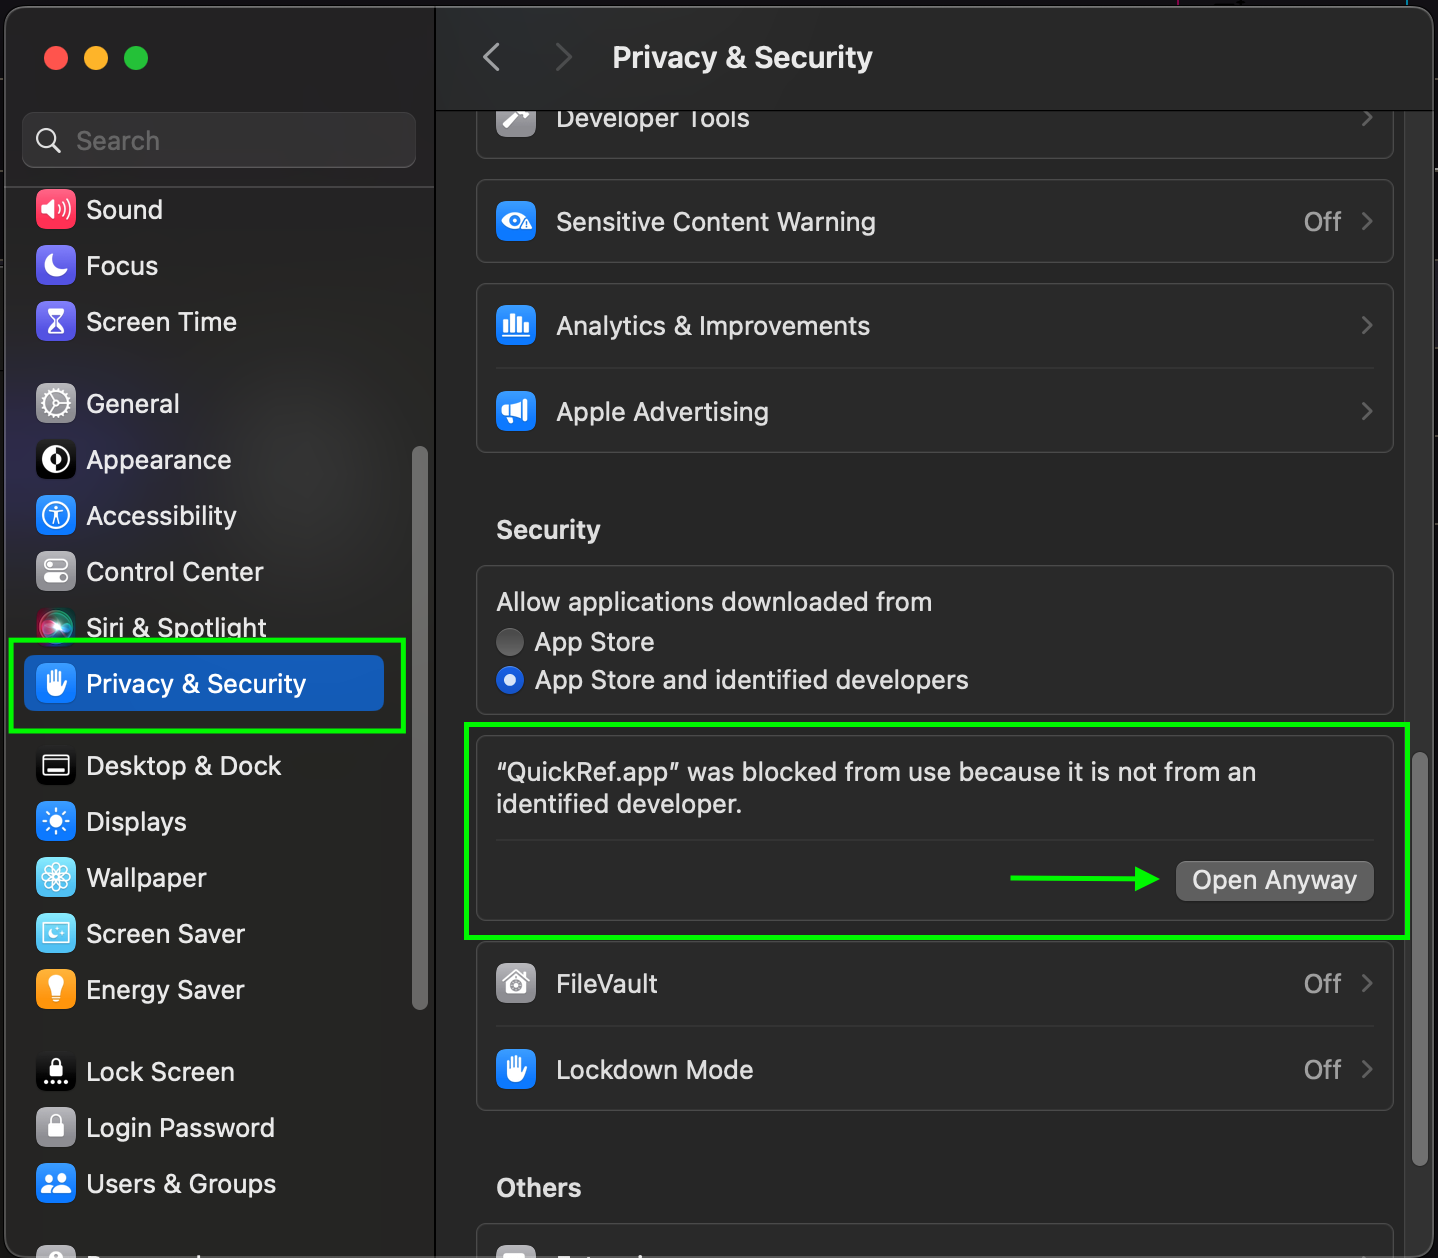 Privacy & Security
Search
Sound
Focus
Screen Time
General
Appearance
Accessibility
Control Center
Siri & Spotlight
Privacy & Security
Desktop & Dock
Displays
Wallpaper
Screen Saver
Energy Saver
Lock Screen
Login Password
Users & Groups
Developer Tools
Sensitive Content Warning Off
Analytics & Improvements
Apple Advertising
Security
Allow applications downloaded from
App Store
App Store and identified developers
“QuickRef.app” was blocked from use because it is not from an
identified developer.
Open Anyway
FileVault Off
Lockdown Mode Off
Others